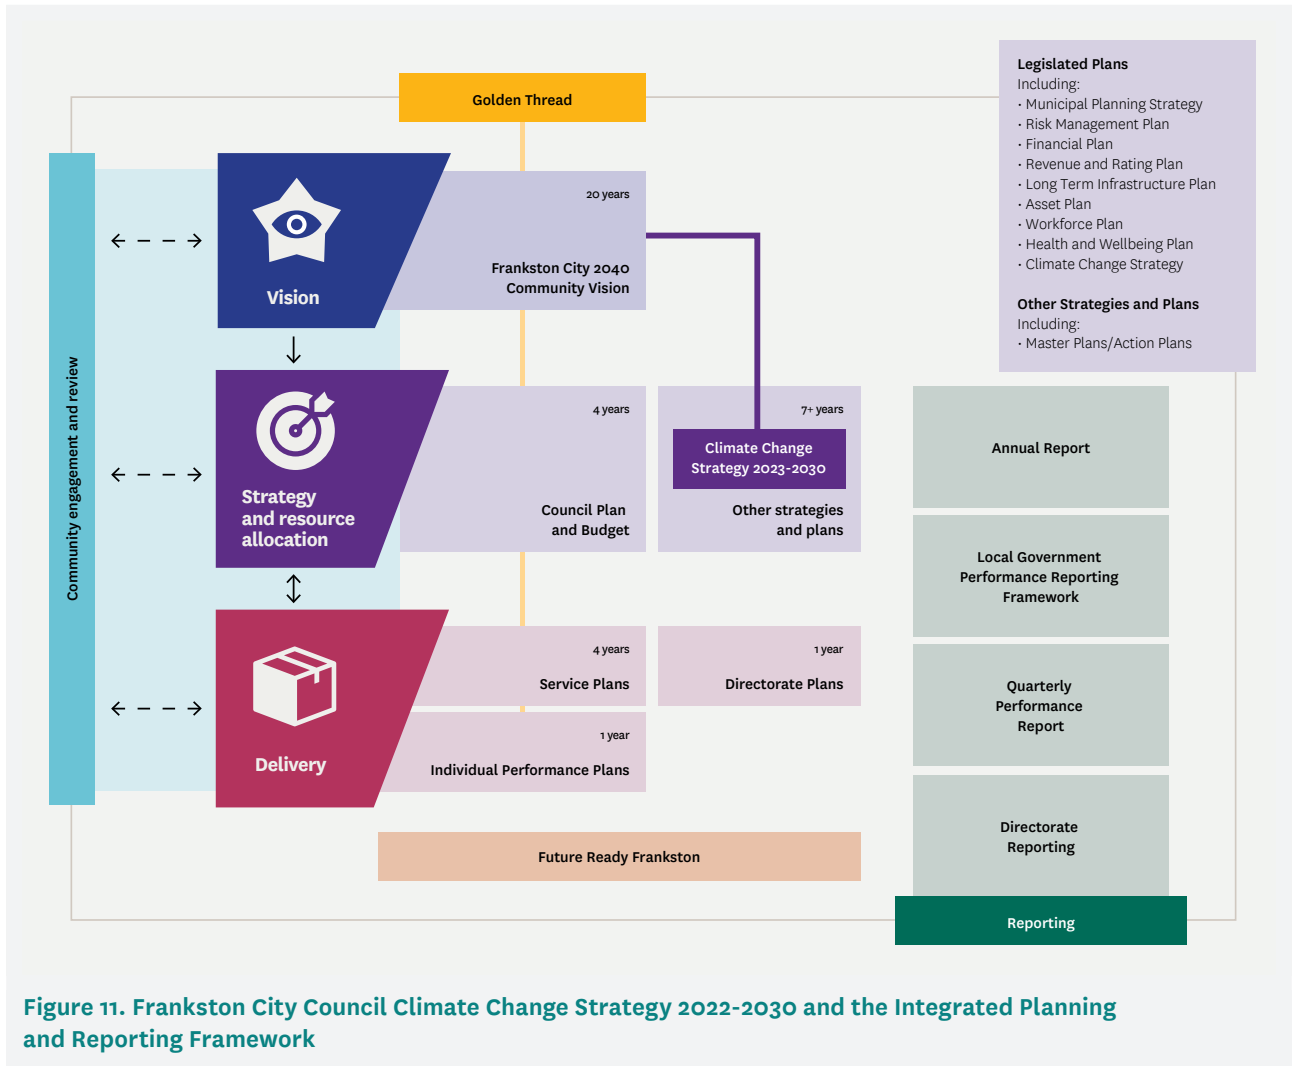 Golden Thread
Legislated Plans
Including:
· Municipal Planning Strategy
· Risk Management Plan
· Financial Plan
· Revenue and Rating Plan
· Long Term Infrastructure Plan
· Asset Plan
· Workforce Plan
· Health and Wellbeing Plan
· Climate Change Strategy
Other Strategies and Plans
Including:
· Master Plans/Action Plans
Community engagement and review
Vision
20 years
Frankston City 2040
Community Vision
Strategy
and resource
allocation
4 years
Council Plan
and Budget
7+ years
Climate Change
Strategy 2023-2030
Other strategies
and plans
Delivery
4 years
Service Plans
1 year
Directorate Plans
1 year
Individual Performance Plans
Future Ready Frankston
Annual Report
Local Government
Performance Reporting
Framework
Quarterly
Performance
Report
Directorate
Reporting
Reporting
Figure 11. Frankston City Council Climate Change Strategy 2022-2030 and the Integrated Planning
and Reporting Framework